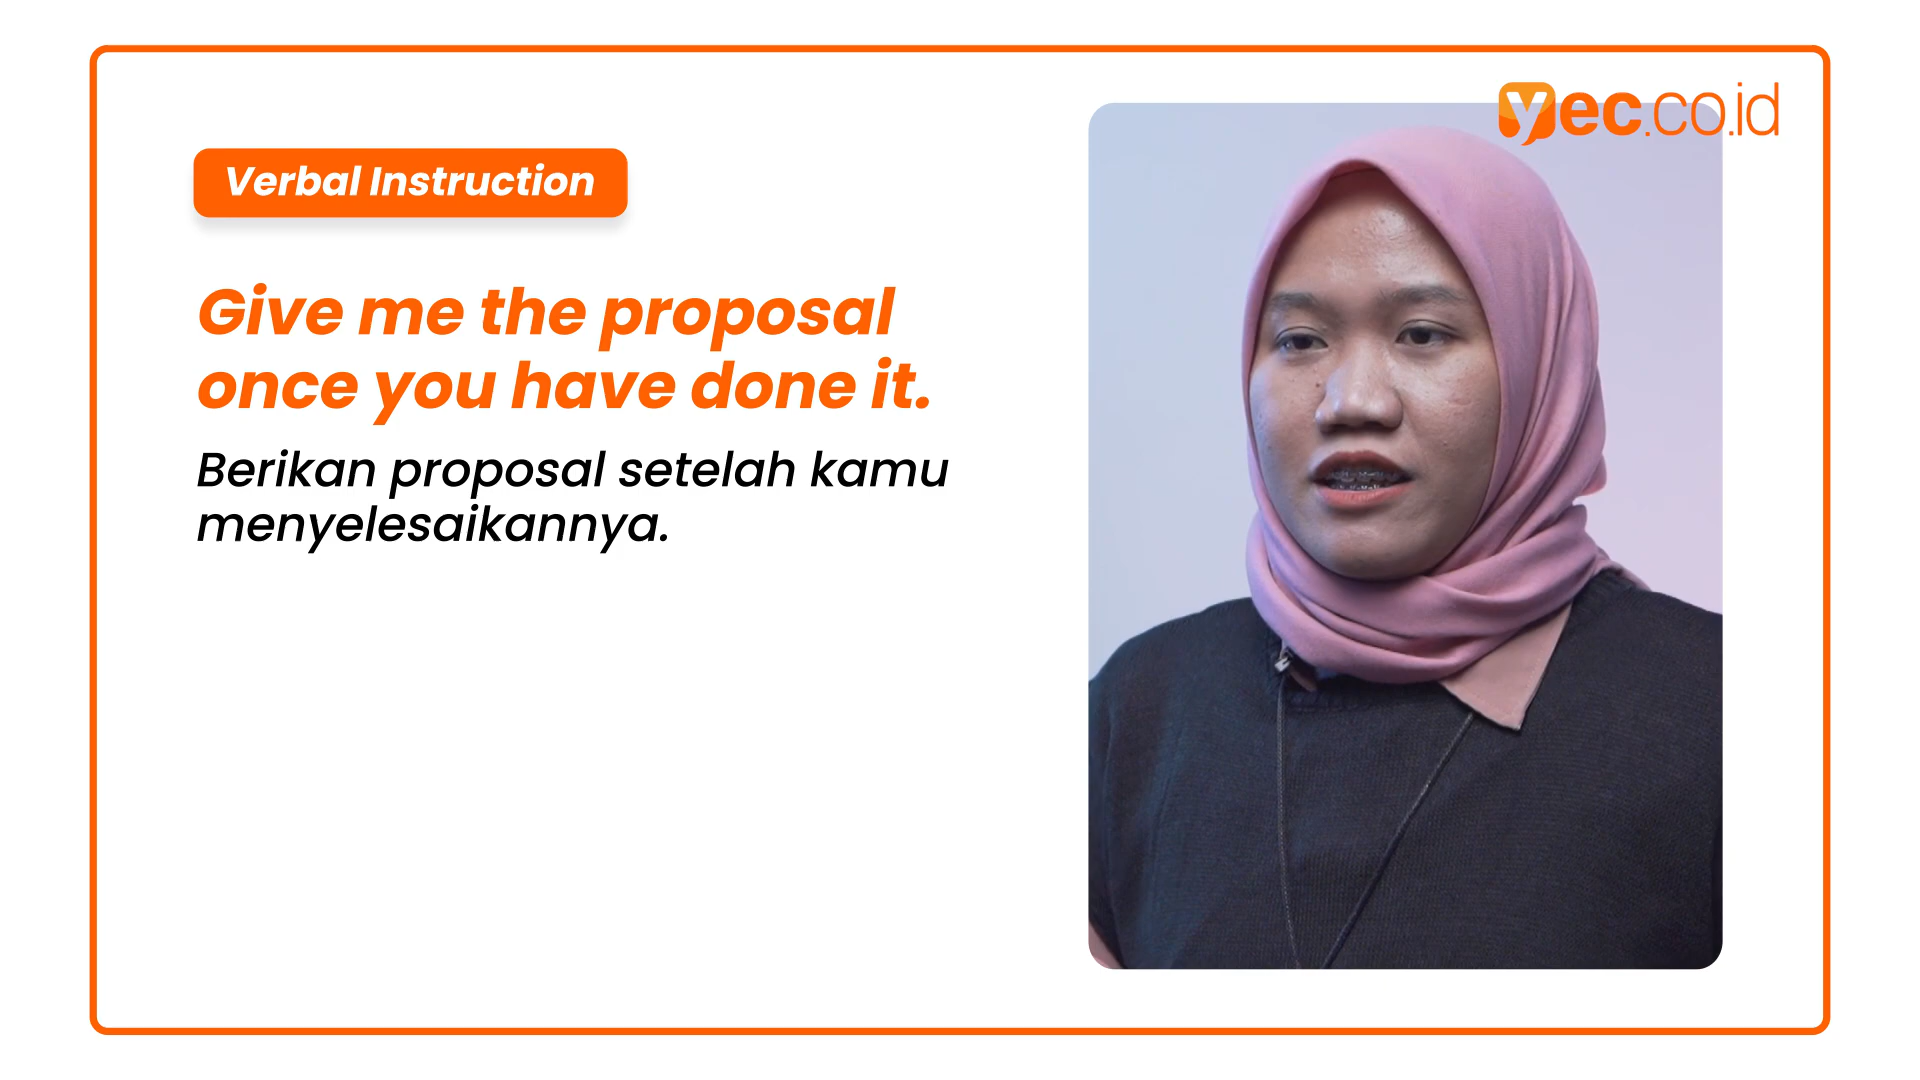 yec.co.id
Verbal Instruction
Give me the proposal
once you have done it.
Berikan proposal setelah kamu
menyelesaikannya.